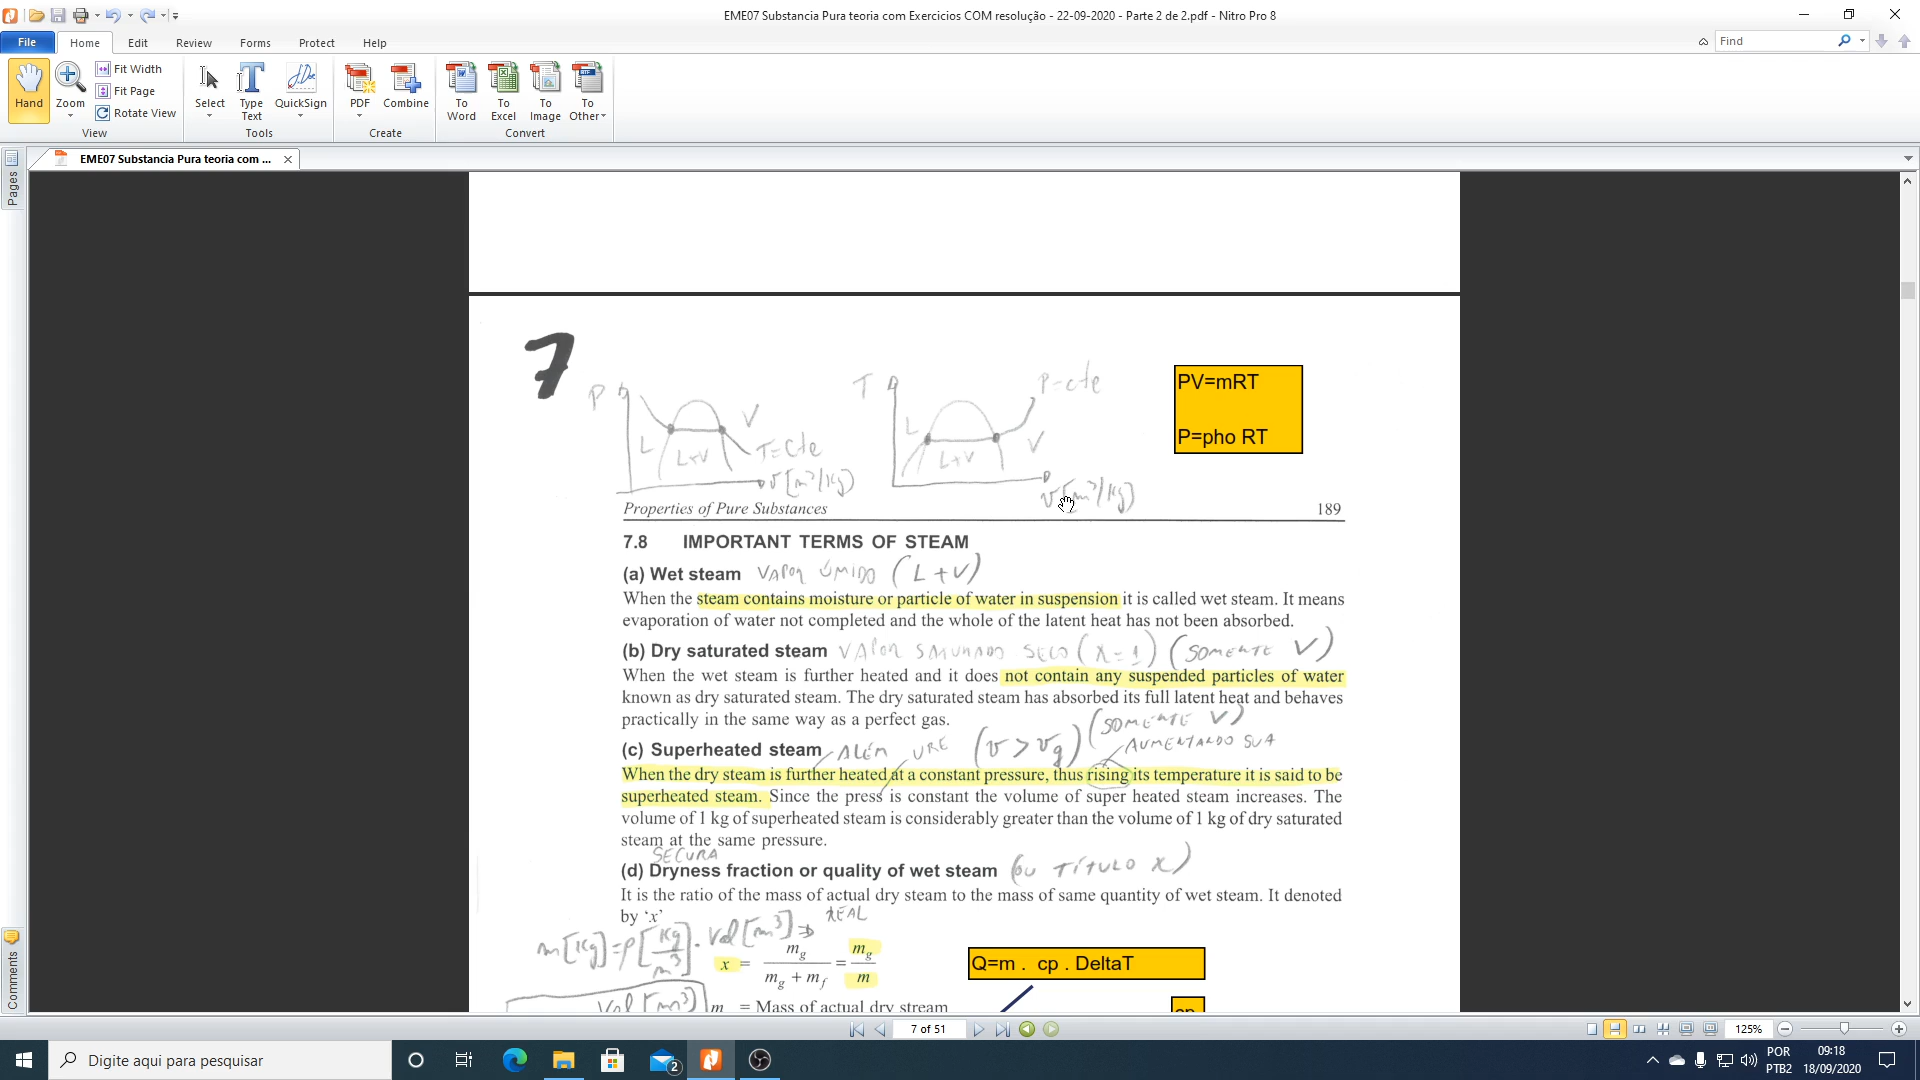 EME07 Substancia Pura teoria com Exercicios COM resolução - 22-09-2020 - Parte 2 de 2.pdf - Nitro Pro 8
File Home Edit Review Forms Protect Help
Find
Hand
Zoom
Fit Width
Fit Page
Rotate View
View
Select
Type Text
QuickSign
Tools
PDF
Combine
Create
To Word
To Excel
To Image
To Other
Convert
EME07 Substancia Pura teoria com ...
Pages
7
P
L
L+V
V
T=Cte
v[m³/Kg]
T
L
L+V
V
P=cte
v[m³/Kg]
PV=mRT
P=pho RT
Properties of Pure Substances 189
7.8 IMPORTANT TERMS OF STEAM
(a) Wet steam VAPOR ÚMIDO (L+V)
When the steam contains moisture or particle of water in suspension it is called wet steam. It means
evaporation of water not completed and the whole of the latent heat has not been absorbed.
(b) Dry saturated steam VAPOR SATURADO SECO (X=1) (SOMENTE V)
When the wet steam is further heated and it does not contain any suspended particles of water
known as dry saturated steam. The dry saturated steam has absorbed its full latent heat and behaves
practically in the same way as a perfect gas.
(SOMENTE V)
(c) Superheated steam ALÉM URE (v>vg) AUMENTANDO SUA
When the dry steam is further heated at a constant pressure, thus rising its temperature it is said to be
superheated steam. Since the press is constant the volume of super heated steam increases. The
volume of 1 kg of superheated steam is considerably greater than the volume of 1 kg of dry saturated
steam at the same pressure.
SECURA
(d) Dryness fraction or quality of wet steam (ou TÍTULO X)
It is the ratio of the mass of actual dry steam to the mass of same quantity of wet steam. It denoted
by ‘x’
REAL
m[Kg]=ρ[Kg/m³].Vol[m³]
x = mg / (mg + mf) = mg / m
Q=m . cp . DeltaT
Vol[m³]
m = Mass of actual dry stream
Comments
7 of 51
125%
Digite aqui para pesquisar
2
POR
PTB2
09:18
18/09/2020